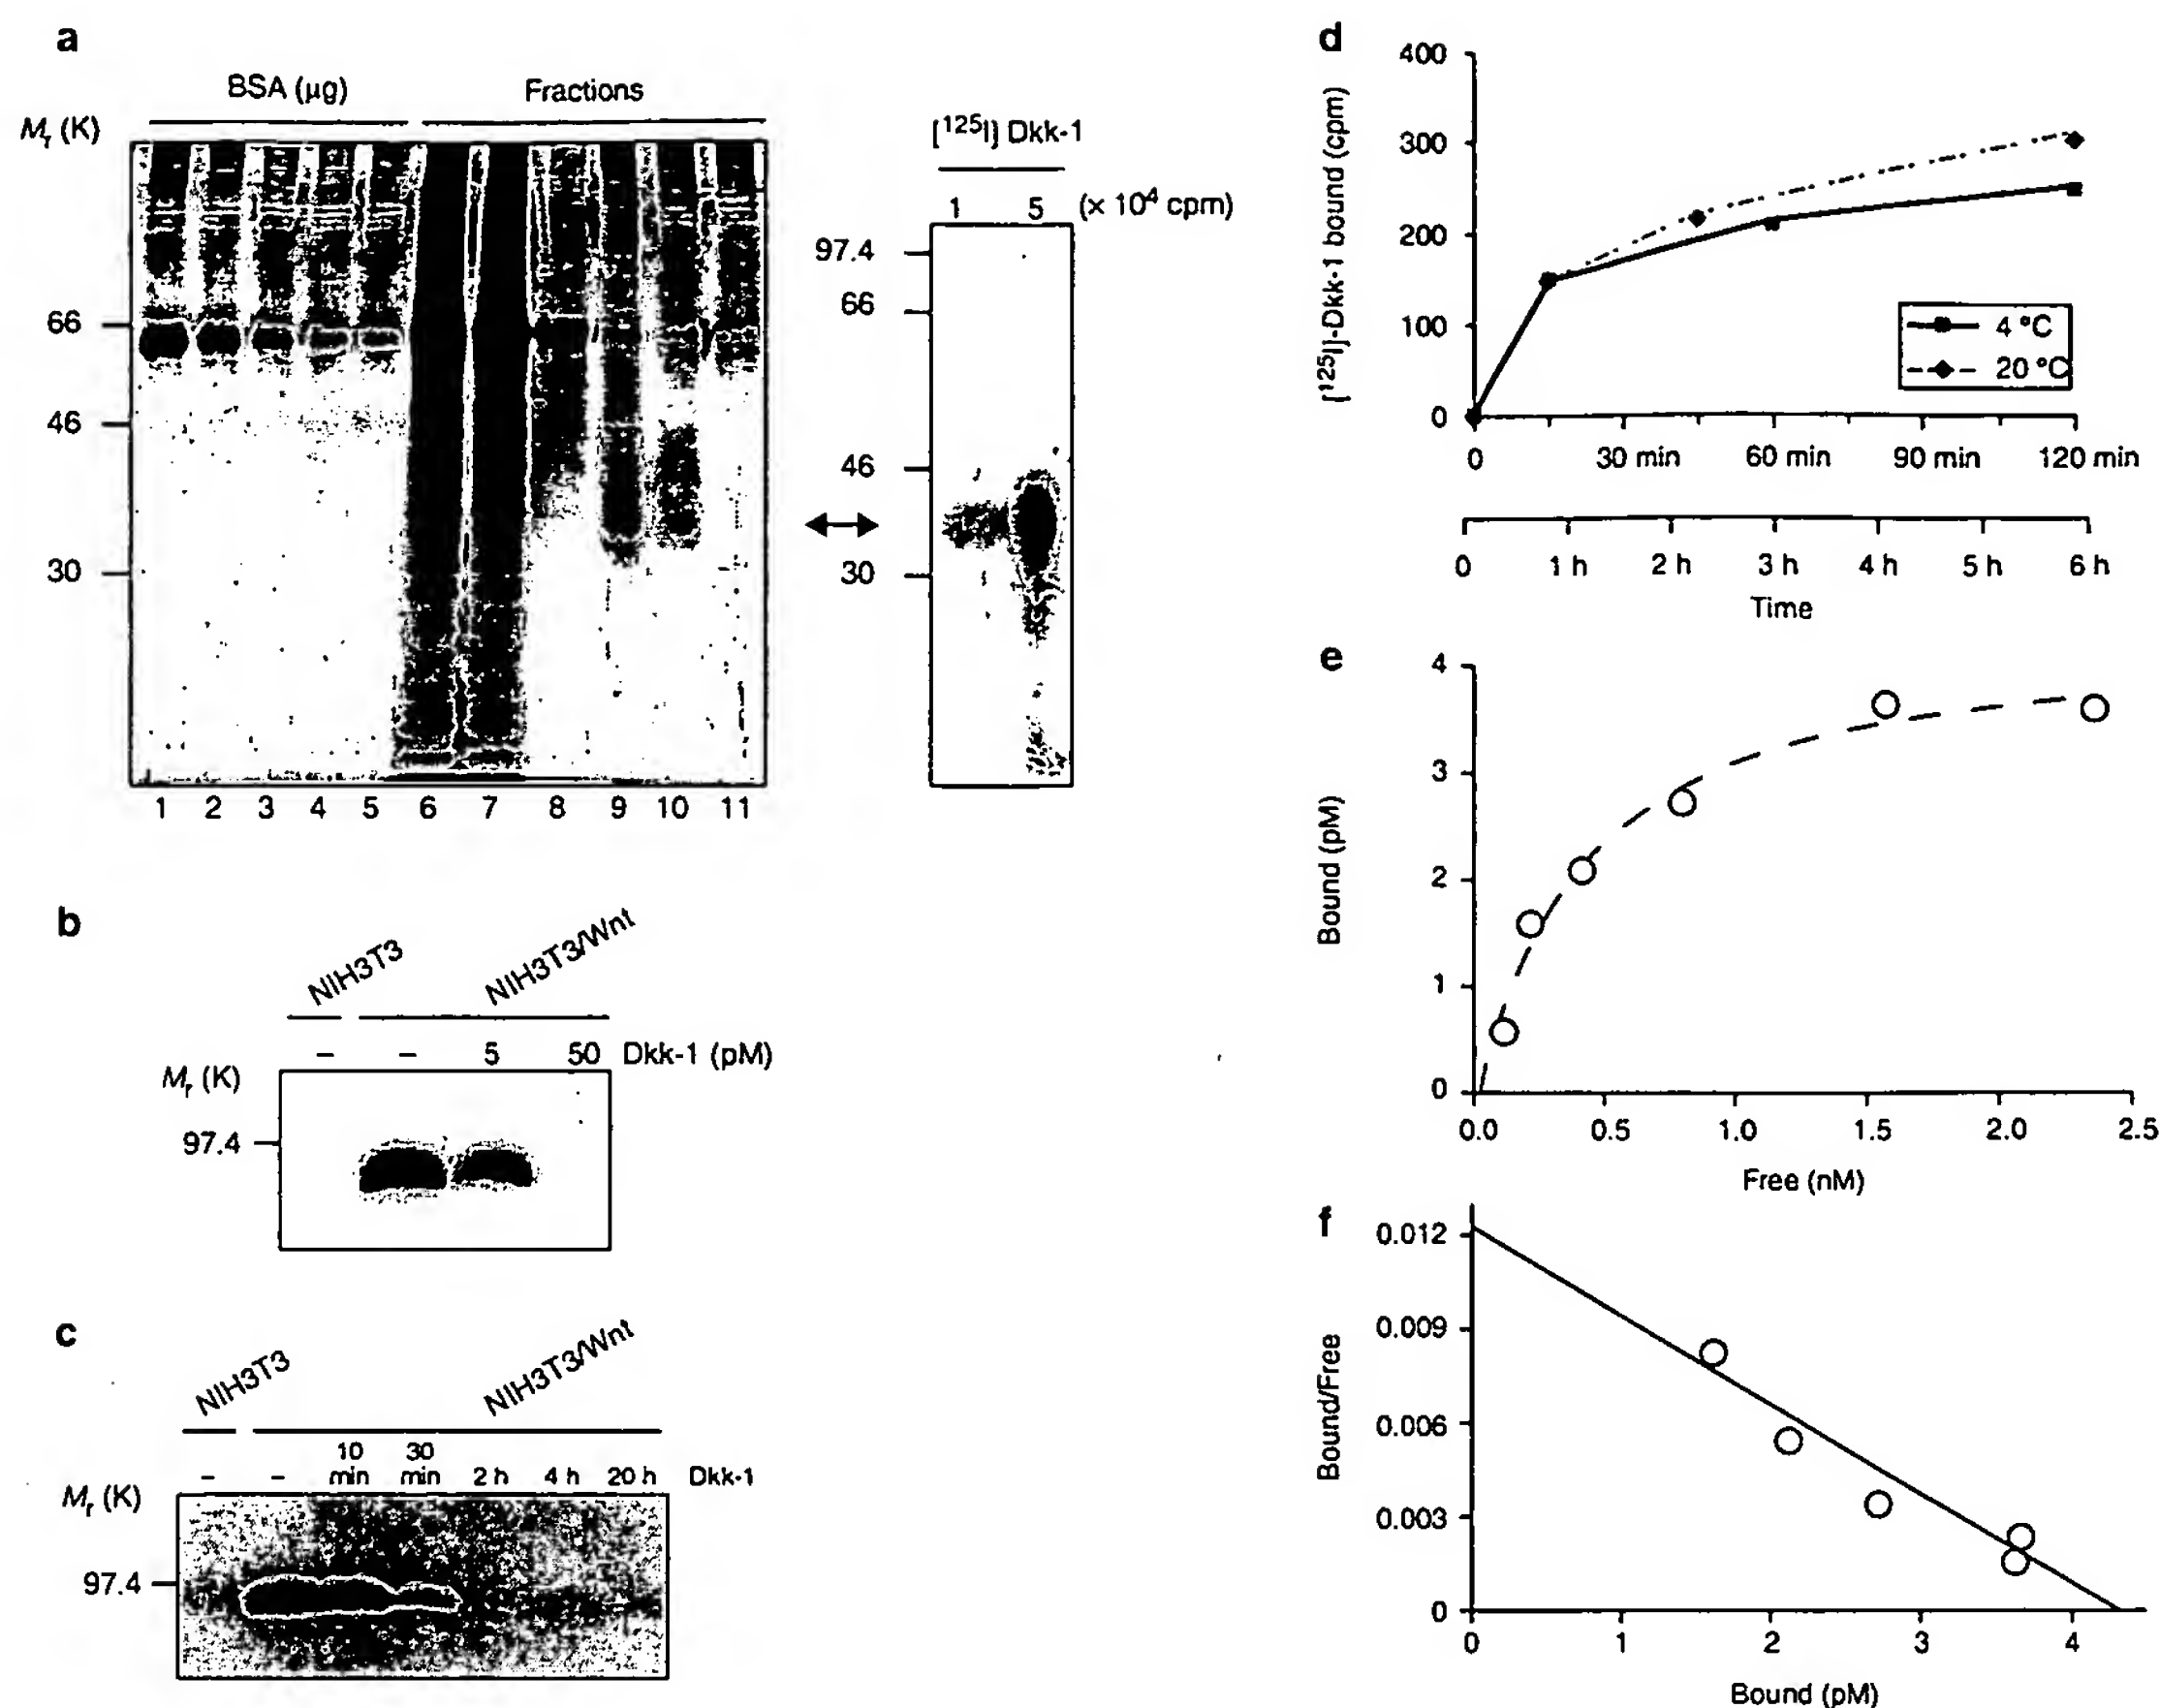 a
BSA (µg) Fractions
Mr (K)
66
46
30
1 2 3 4 5 6 7 8 9 10 11
[125I] Dkk-1
1 5 (× 10⁴ cpm)
97.4
66
46
30
b
NIH3T3 NIH3T3/Wnt
– – 5 50 Dkk-1 (pM)
Mr (K)
97.4
c
NIH3T3 NIH3T3/Wnt
– – 10 min 30 min 2 h 4 h 20 h Dkk-1
Mr (K)
97.4
d
[125I]-Dkk-1 bound (cpm)
400
300
200
100
0
4 °C
20 °C
0 30 min 60 min 90 min 120 min
0 1 h 2 h 3 h 4 h 5 h 6 h
Time
e
Bound (pM)
4
3
2
1
0
0.0 0.5 1.0 1.5 2.0 2.5
Free (nM)
f
Bound/Free
0.012
0.009
0.006
0.003
0
0 1 2 3 4
Bound (pM)